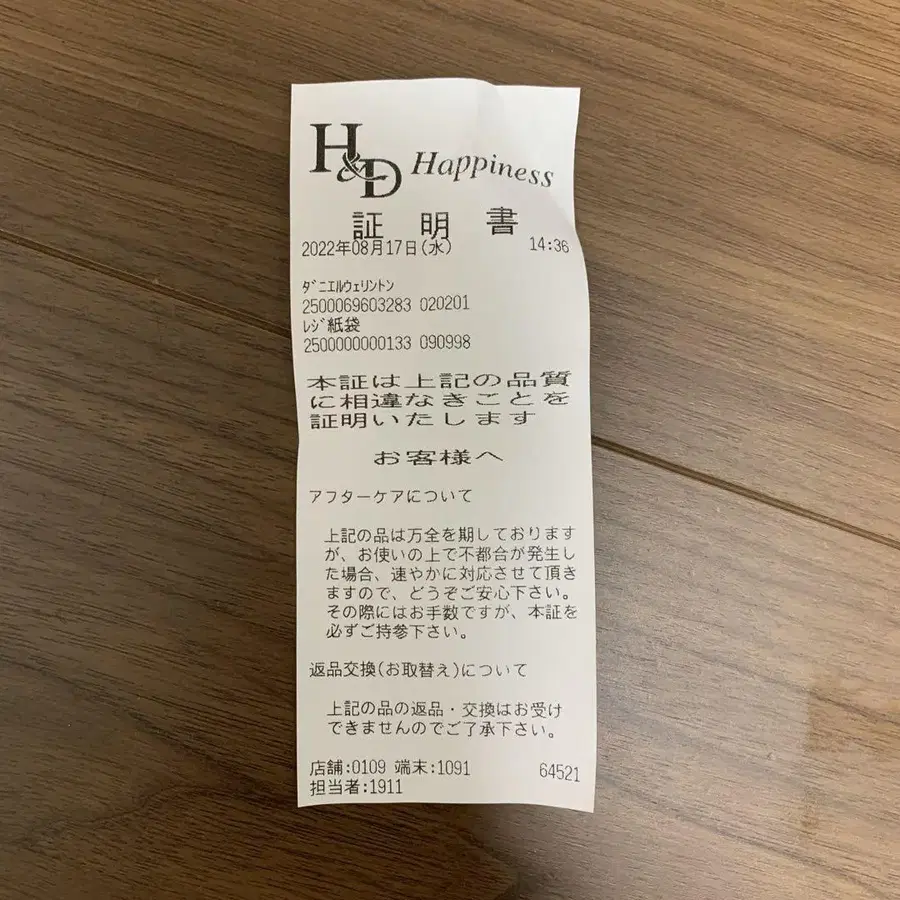 H&D Happiness
証 明 書
2022年08月17日(水) 14:36
ﾀﾞﾆエルウェリントン
2500069603283 020201
ﾚｼﾞ紙袋
2500000000133 090998
本証は上記の品質
に相違なきことを
証明いたします
お客様へ
アフターケアについて
上記の品は万全を期しております
が、お使いの上で不都合が発生し
た場合、速やかに対応させて頂き
ますので、どうぞご安心下さい。
その際にはお手数ですが、本証を
必ずご持参下さい。
返品交換(お取替え)について
上記の品の返品・交換はお受け
できませんのでご了承下さい。
店舗:0109 端末:1091 64521
担当者:1911